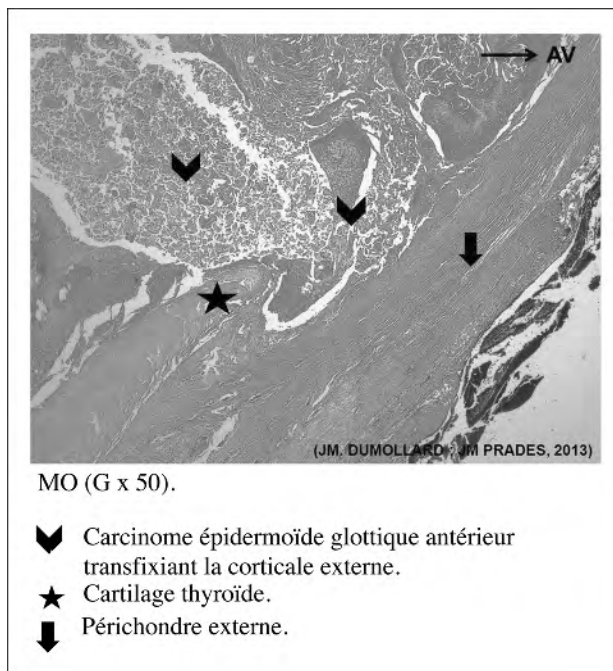 AV
(JM. DUMOLLARD ; JM PRADES, 2013)
MO (G x 50).
Carcinome épidermoïde glottique antérieur
transfixiant la corticale externe.
Cartilage thyroïde.
Périchondre externe.